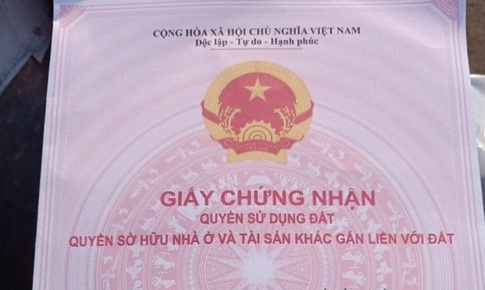 CỘNG HÒA XÃ HỘI CHỦ NGHĨA VIỆT NAM
Độc lập - Tự do - Hạnh phúc
GIẤY CHỨNG NHẬN
QUYỀN SỬ DỤNG ĐẤT
QUYỀN SỞ HỮU NHÀ Ở VÀ TÀI SẢN KHÁC GẮN LIỀN VỚI ĐẤT